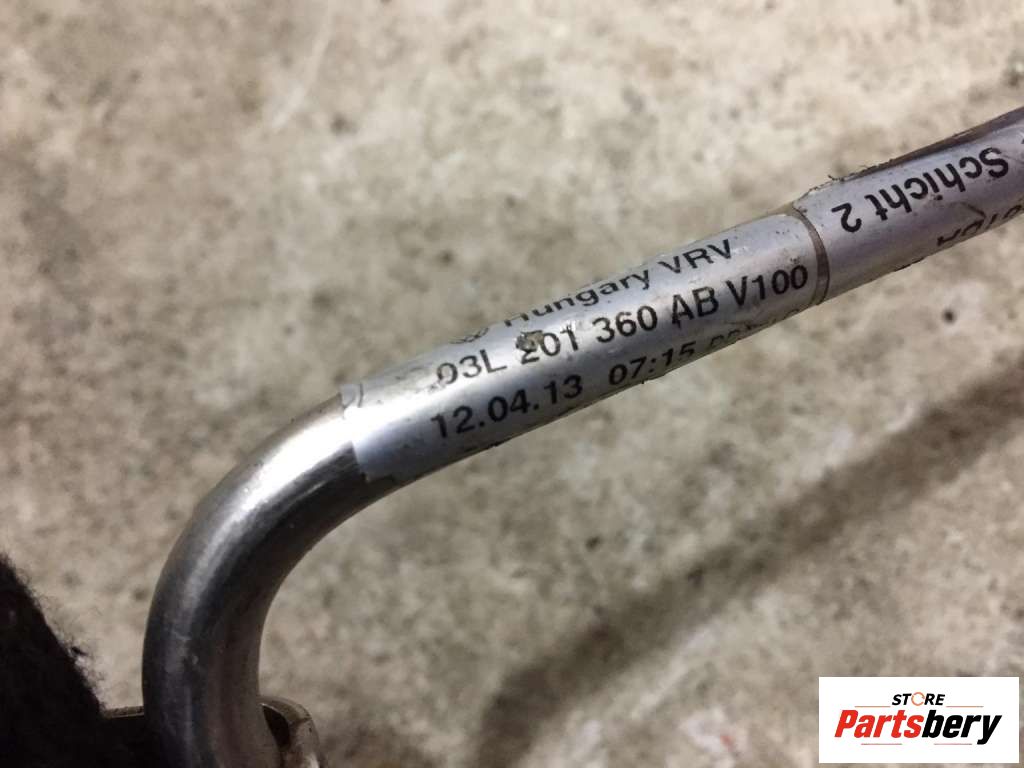 Hungary VRV
03L 201 360 AB V100
12.04.13 07:15
Schicht 2
STORE
Partsbery